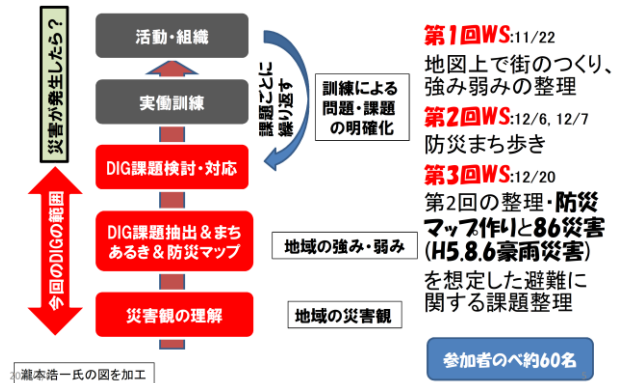 災害が発生したら？
活動・組織
実働訓練
課題ごとに
繰り返す
訓練による
問題・課題
の明確化
今回のDIGの範囲
DIG課題検討・対応
DIG課題抽出＆まち
あるき＆防災マップ
地域の強み・弱み
災害観の理解
地域の災害観
第1回WS:11/22
地図上で街のつくり、
強み弱みの整理
第2回WS:12/6, 12/7
防災まち歩き
第3回WS:12/20
第2回の整理・防災
マップ作りと86災害
(H5.8.6豪雨災害)
を想定した避難に
関する課題整理
参加者のべ約60名
瀧本浩一氏の図を加工